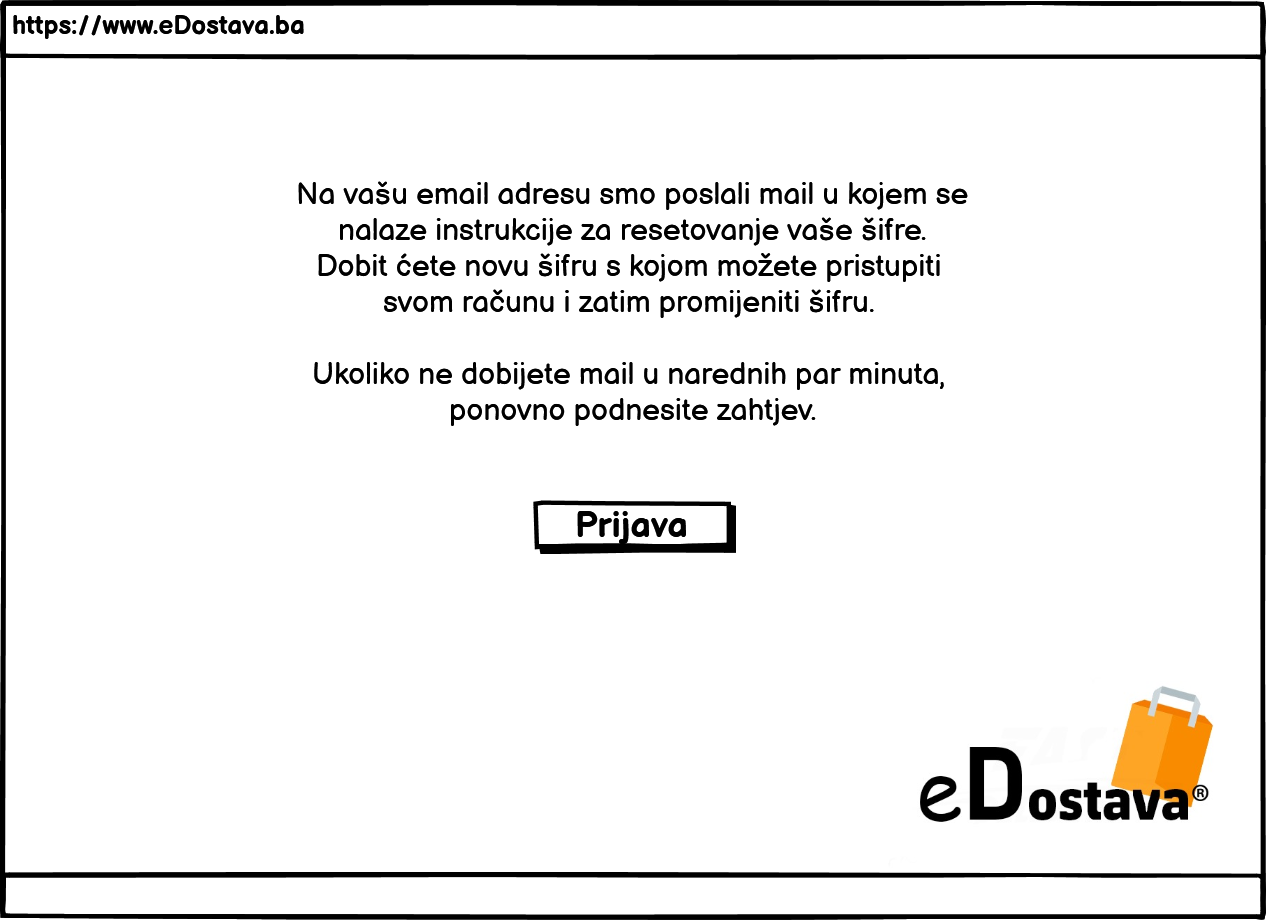 https://www.eDostava.ba
Na vašu email adresu smo poslali mail u kojem se
nalaze instrukcije za resetovanje vaše šifre.
Dobit ćete novu šifru s kojom možete pristupiti
svom računu i zatim promijeniti šifru.
Ukoliko ne dobijete mail u narednih par minuta,
ponovno podnesite zahtjev.
Prijava
eDostava®